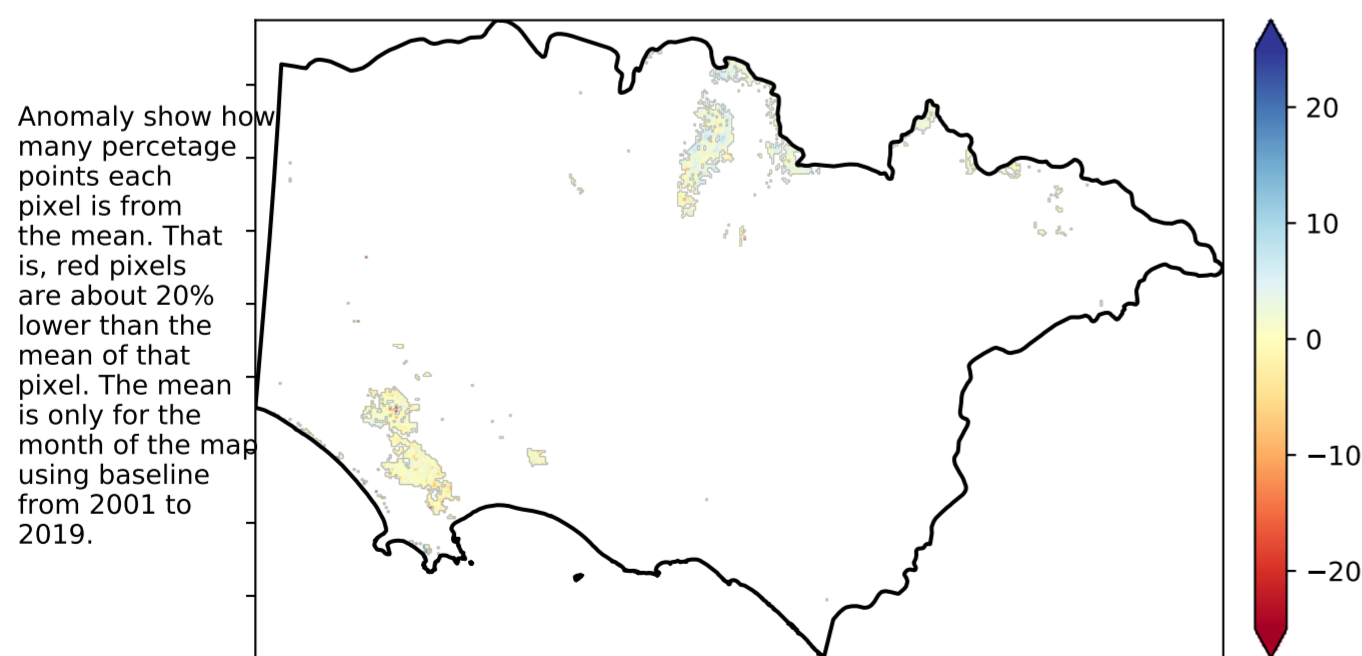 Anomaly show how
many percetage
points each
pixel is from
the mean. That
is, red pixels
are about 20%
lower than the
mean of that
pixel. The mean
is only for the
month of the map
using baseline
from 2001 to
2019.
20
10
0
−10
−20